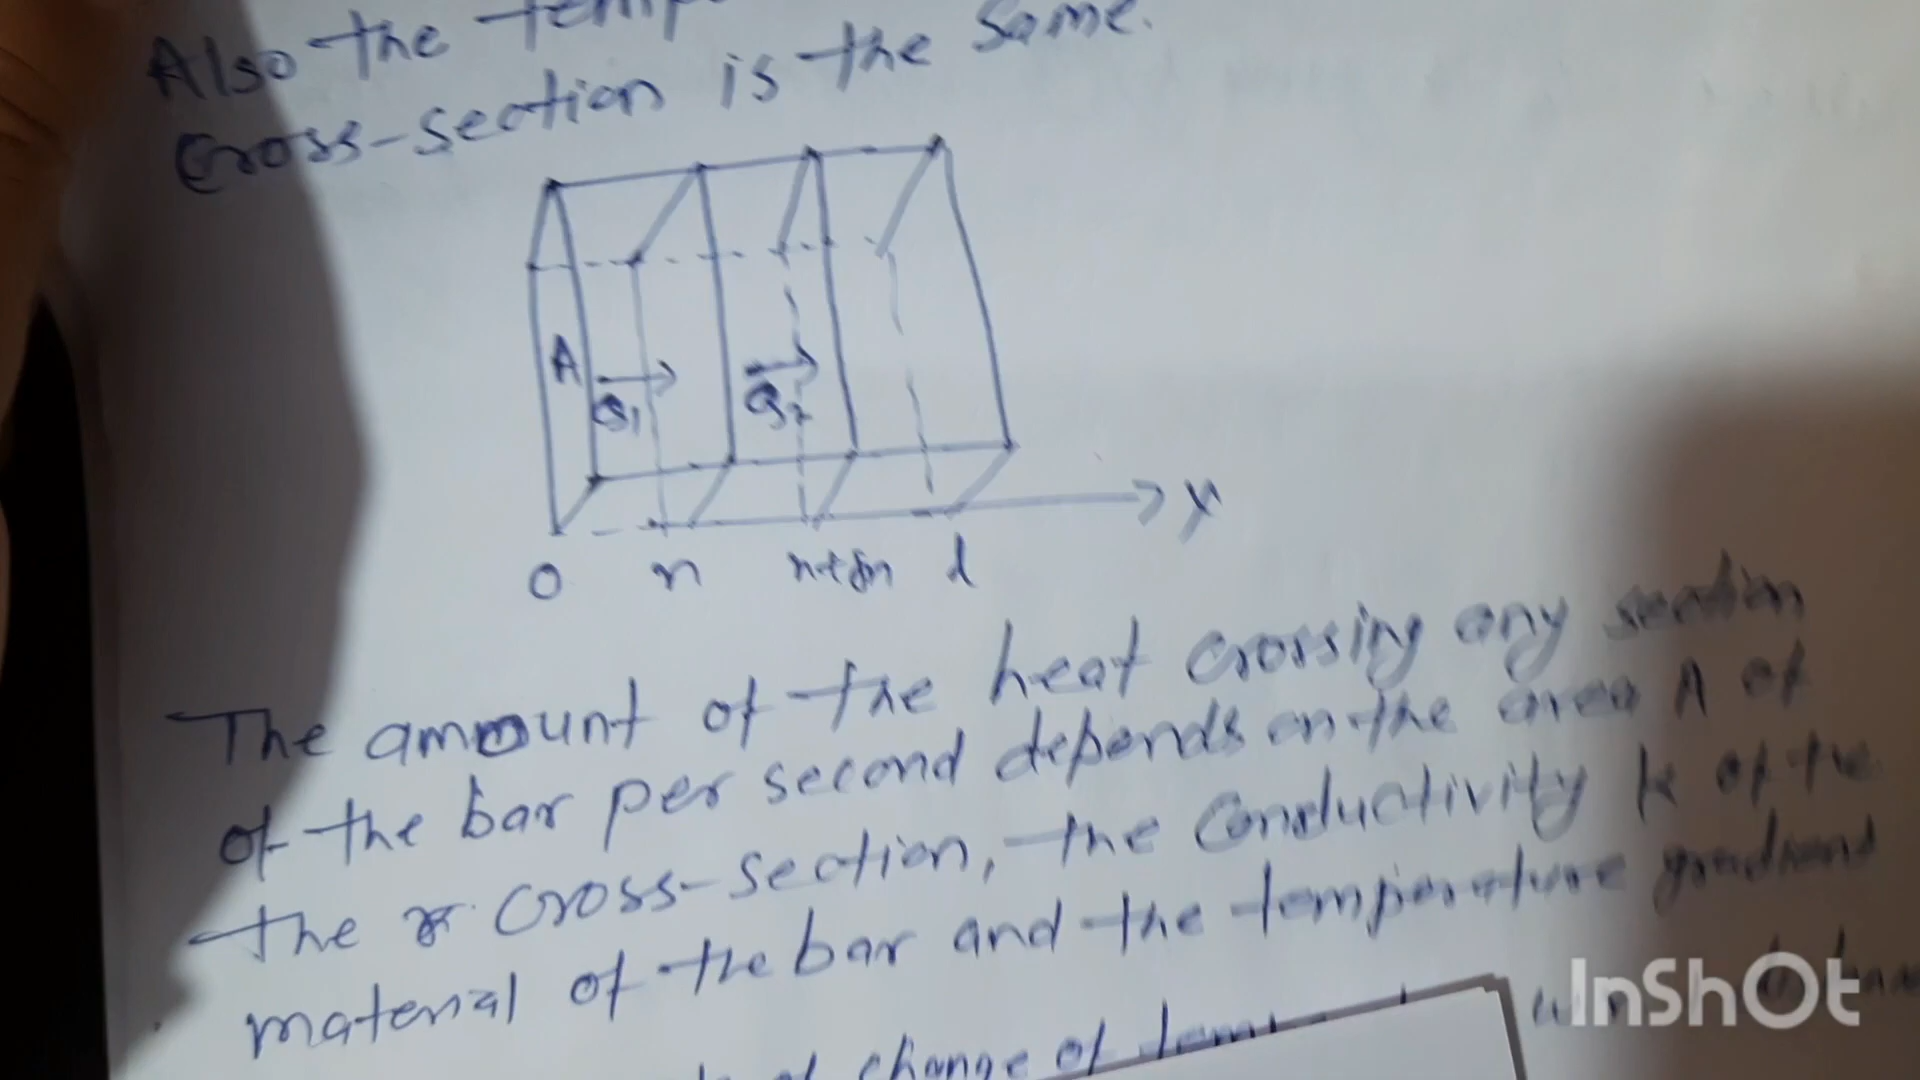 Also the temp
Cross-section is the same.
A
Q1
Q2
X
0
n
n+δn
l
The amount of the heat crossing any section
of the bar per second depends on the area A of
the cross-section, the Conductivity k of the
material of the bar and the temperature gradient
change of
InShOt